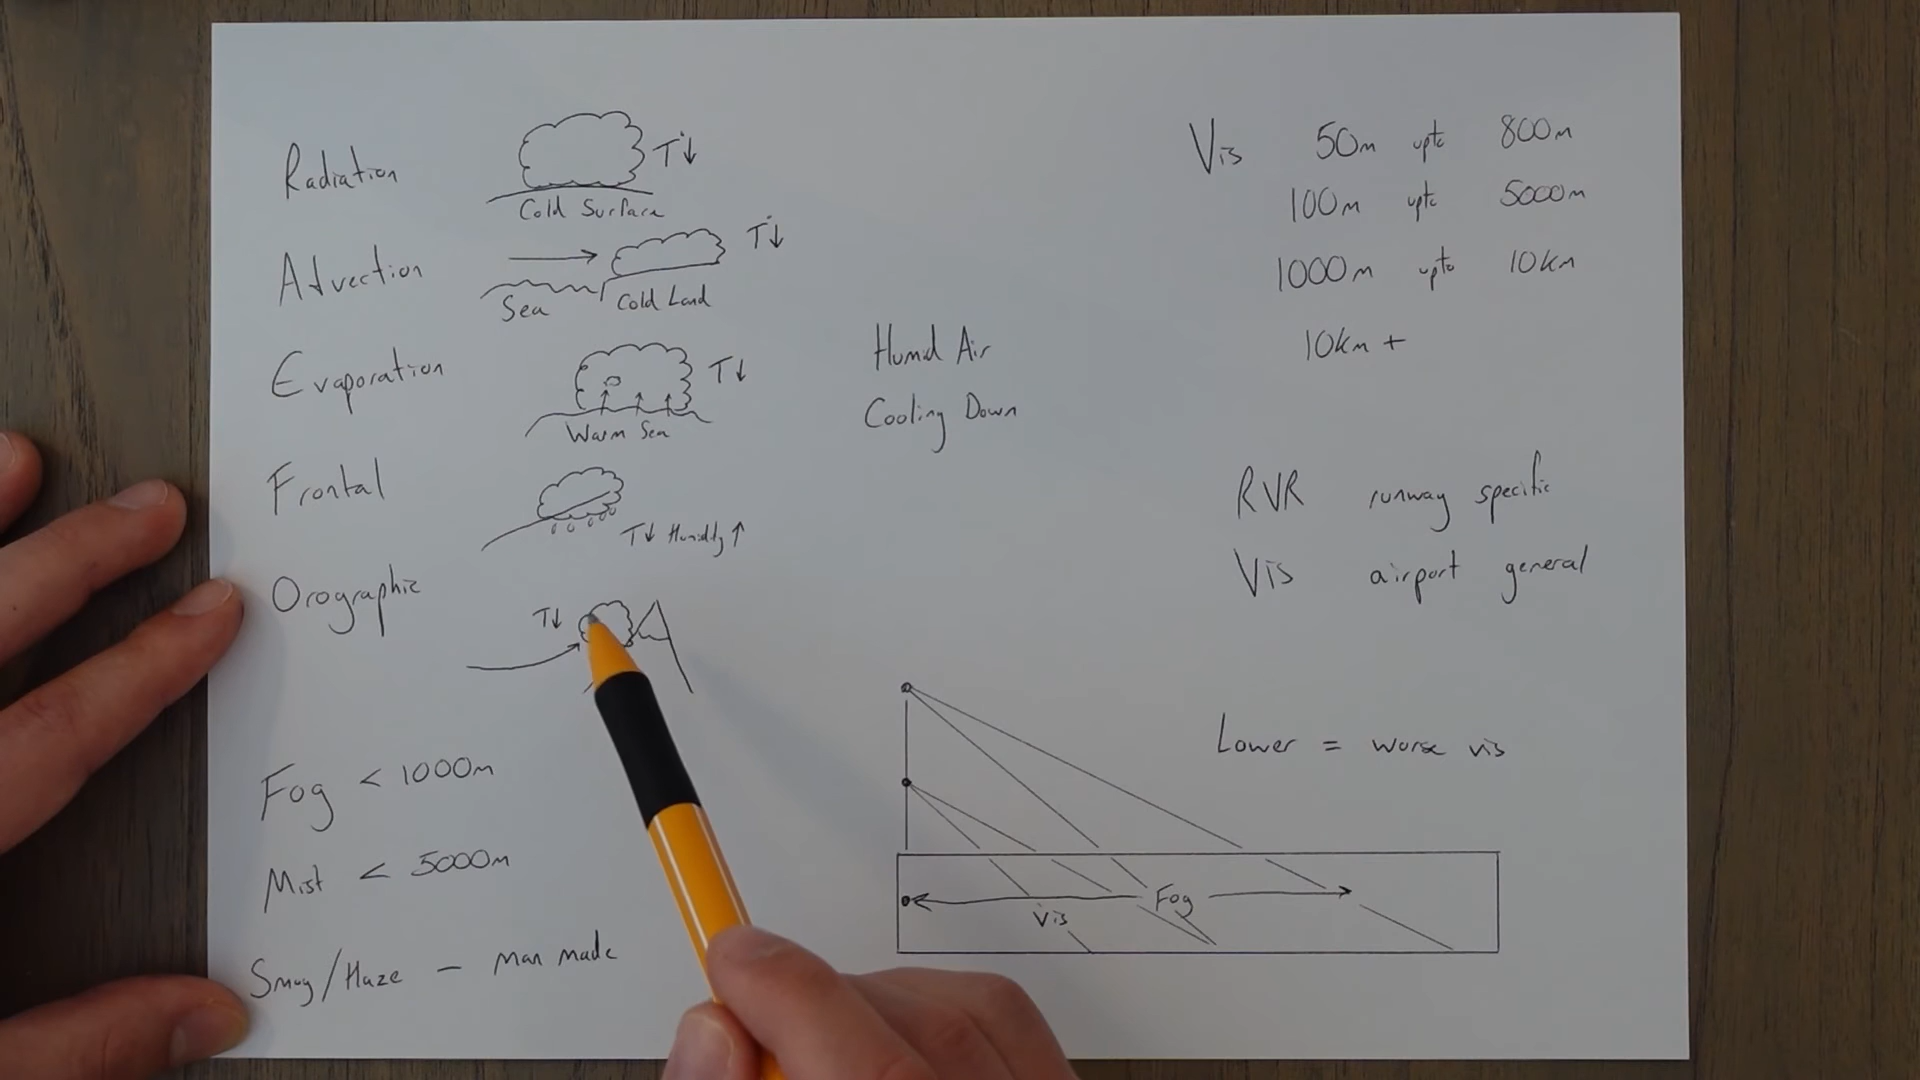 Radiation
T↓
Cold Surface
Advection
T↓
Sea
Cold Land
Evaporation
T↓
Warm Sea
Frontal
T↓ Humidity ↑
Orographic
T↓
Fog < 1000m
Mist < 5000m
Smog/Haze – man made
Humid Air
Cooling Down
Vis 50m upto 800m
100m upto 5000m
1000m upto 10km
10km +
RVR runway specific
Vis airport general
Lower = worse vis
Fog
Vis